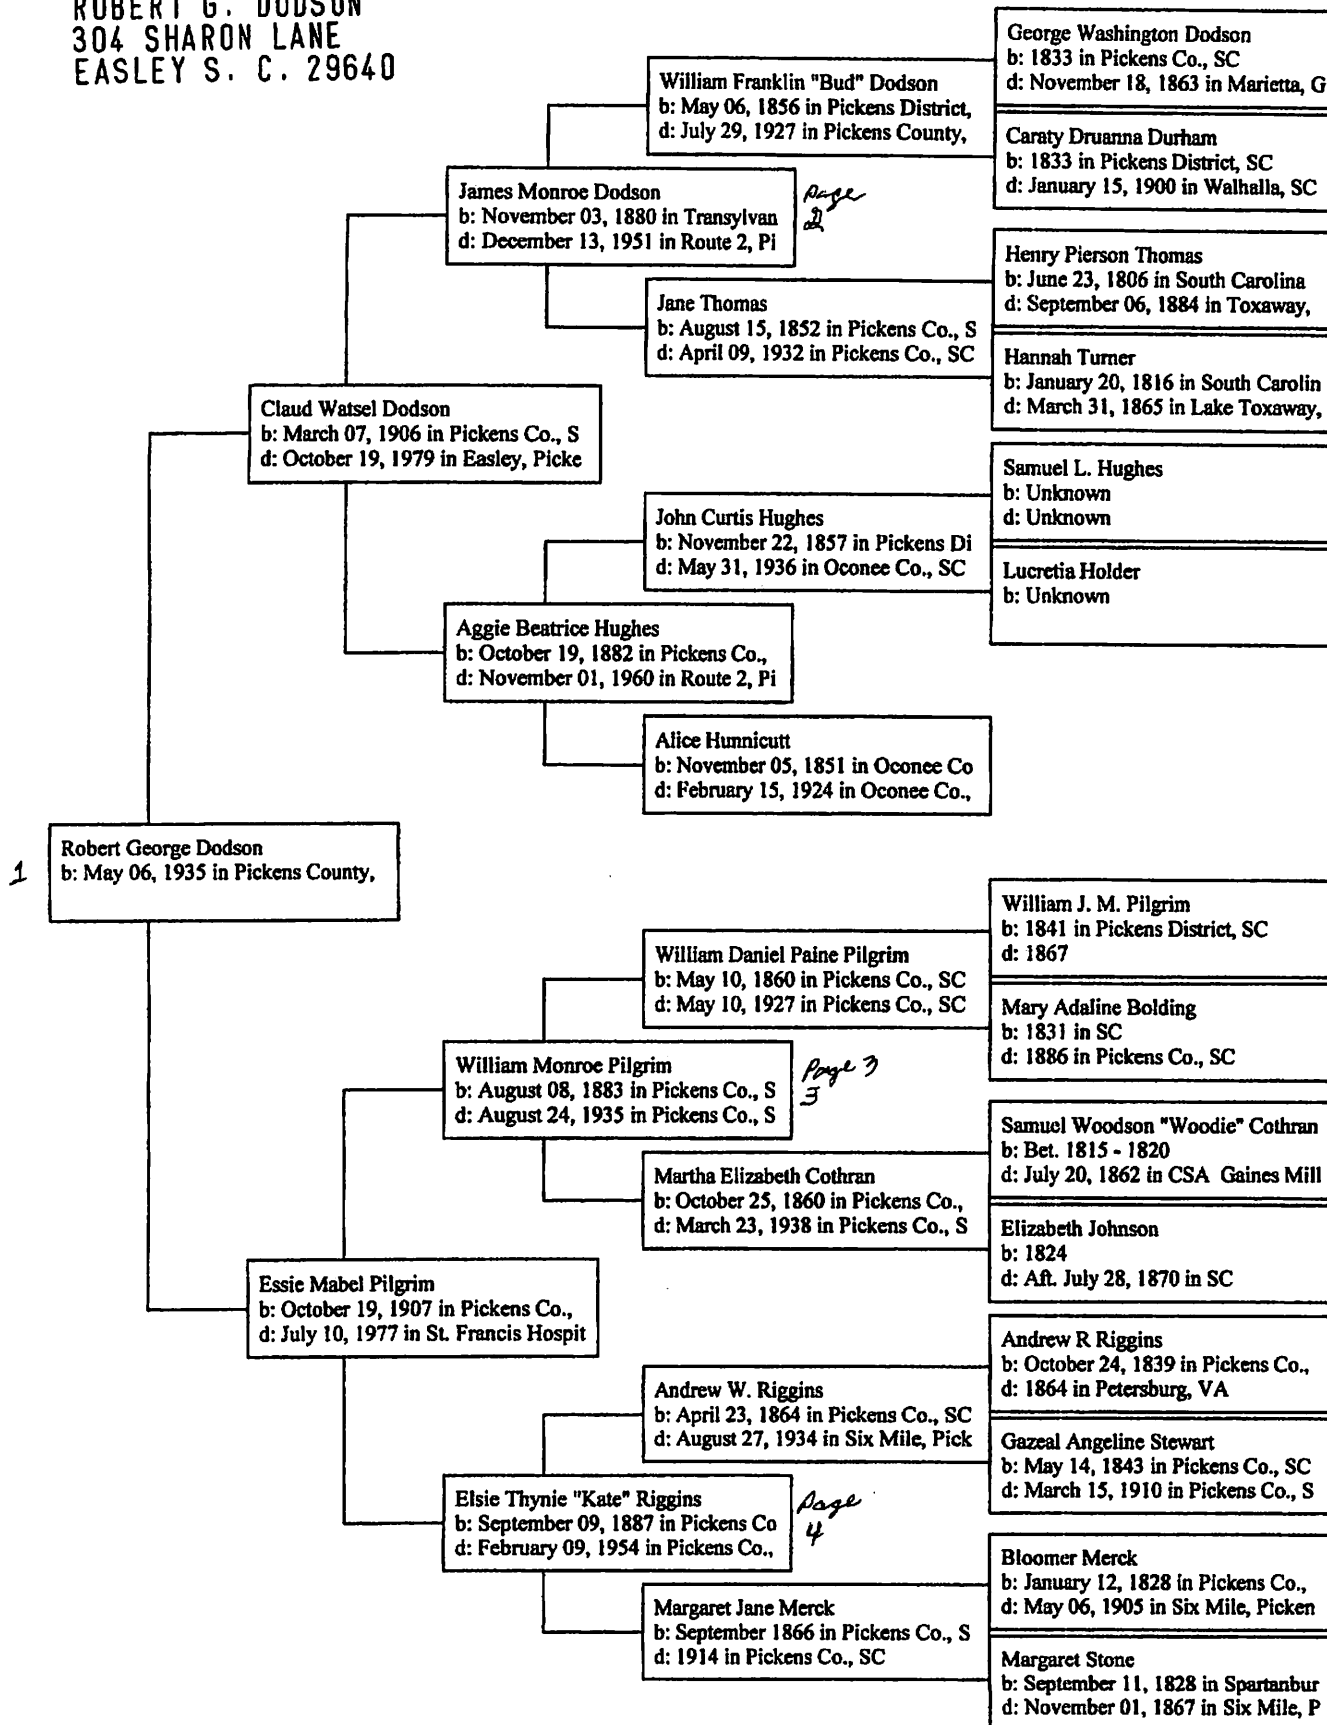 ROBERT G. DODSON
304 SHARON LANE
EASLEY S. C. 29640
George Washington Dodson
b: 1833 in Pickens Co., SC
d: November 18, 1863 in Marietta, G
William Franklin "Bud" Dodson
b: May 06, 1856 in Pickens District,
d: July 29, 1927 in Pickens County,
Caraty Druanna Durham
b: 1833 in Pickens District, SC
d: January 15, 1900 in Walhalla, SC
James Monroe Dodson
b: November 03, 1880 in Transylvan
d: December 13, 1951 in Route 2, Pi
page
2
Henry Pierson Thomas
b: June 23, 1806 in South Carolina
d: September 06, 1884 in Toxaway,
Jane Thomas
b: August 15, 1852 in Pickens Co., S
d: April 09, 1932 in Pickens Co., SC
Hannah Turner
b: January 20, 1816 in South Carolin
d: March 31, 1865 in Lake Toxaway,
Claud Watsel Dodson
b: March 07, 1906 in Pickens Co., S
d: October 19, 1979 in Easley, Picke
Samuel L. Hughes
b: Unknown
d: Unknown
John Curtis Hughes
b: November 22, 1857 in Pickens Di
d: May 31, 1936 in Oconee Co., SC
Lucretia Holder
b: Unknown
Aggie Beatrice Hughes
b: October 19, 1882 in Pickens Co.,
d: November 01, 1960 in Route 2, Pi
Alice Hunnicutt
b: November 05, 1851 in Oconee Co
d: February 15, 1924 in Oconee Co.,
1
Robert George Dodson
b: May 06, 1935 in Pickens County,
William J. M. Pilgrim
b: 1841 in Pickens District, SC
d: 1867
William Daniel Paine Pilgrim
b: May 10, 1860 in Pickens Co., SC
d: May 10, 1927 in Pickens Co., SC
Mary Adaline Bolding
b: 1831 in SC
d: 1886 in Pickens Co., SC
William Monroe Pilgrim
b: August 08, 1883 in Pickens Co., S
d: August 24, 1935 in Pickens Co., S
Page 3
3
Samuel Woodson "Woodie" Cothran
b: Bet. 1815 - 1820
d: July 20, 1862 in CSA Gaines Mill
Martha Elizabeth Cothran
b: October 25, 1860 in Pickens Co.,
d: March 23, 1938 in Pickens Co., S
Elizabeth Johnson
b: 1824
d: Aft. July 28, 1870 in SC
Essie Mabel Pilgrim
b: October 19, 1907 in Pickens Co.,
d: July 10, 1977 in St. Francis Hospit
Andrew R Riggins
b: October 24, 1839 in Pickens Co.,
d: 1864 in Petersburg, VA
Andrew W. Riggins
b: April 23, 1864 in Pickens Co., SC
d: August 27, 1934 in Six Mile, Pick
Gazeal Angeline Stewart
b: May 14, 1843 in Pickens Co., SC
d: March 15, 1910 in Pickens Co., S
Elsie Thynie "Kate" Riggins
b: September 09, 1887 in Pickens Co
d: February 09, 1954 in Pickens Co.,
page
4
Bloomer Merck
b: January 12, 1828 in Pickens Co.,
d: May 06, 1905 in Six Mile, Picken
Margaret Jane Merck
b: September 1866 in Pickens Co., S
d: 1914 in Pickens Co., SC
Margaret Stone
b: September 11, 1828 in Spartanbur
d: November 01, 1867 in Six Mile, P